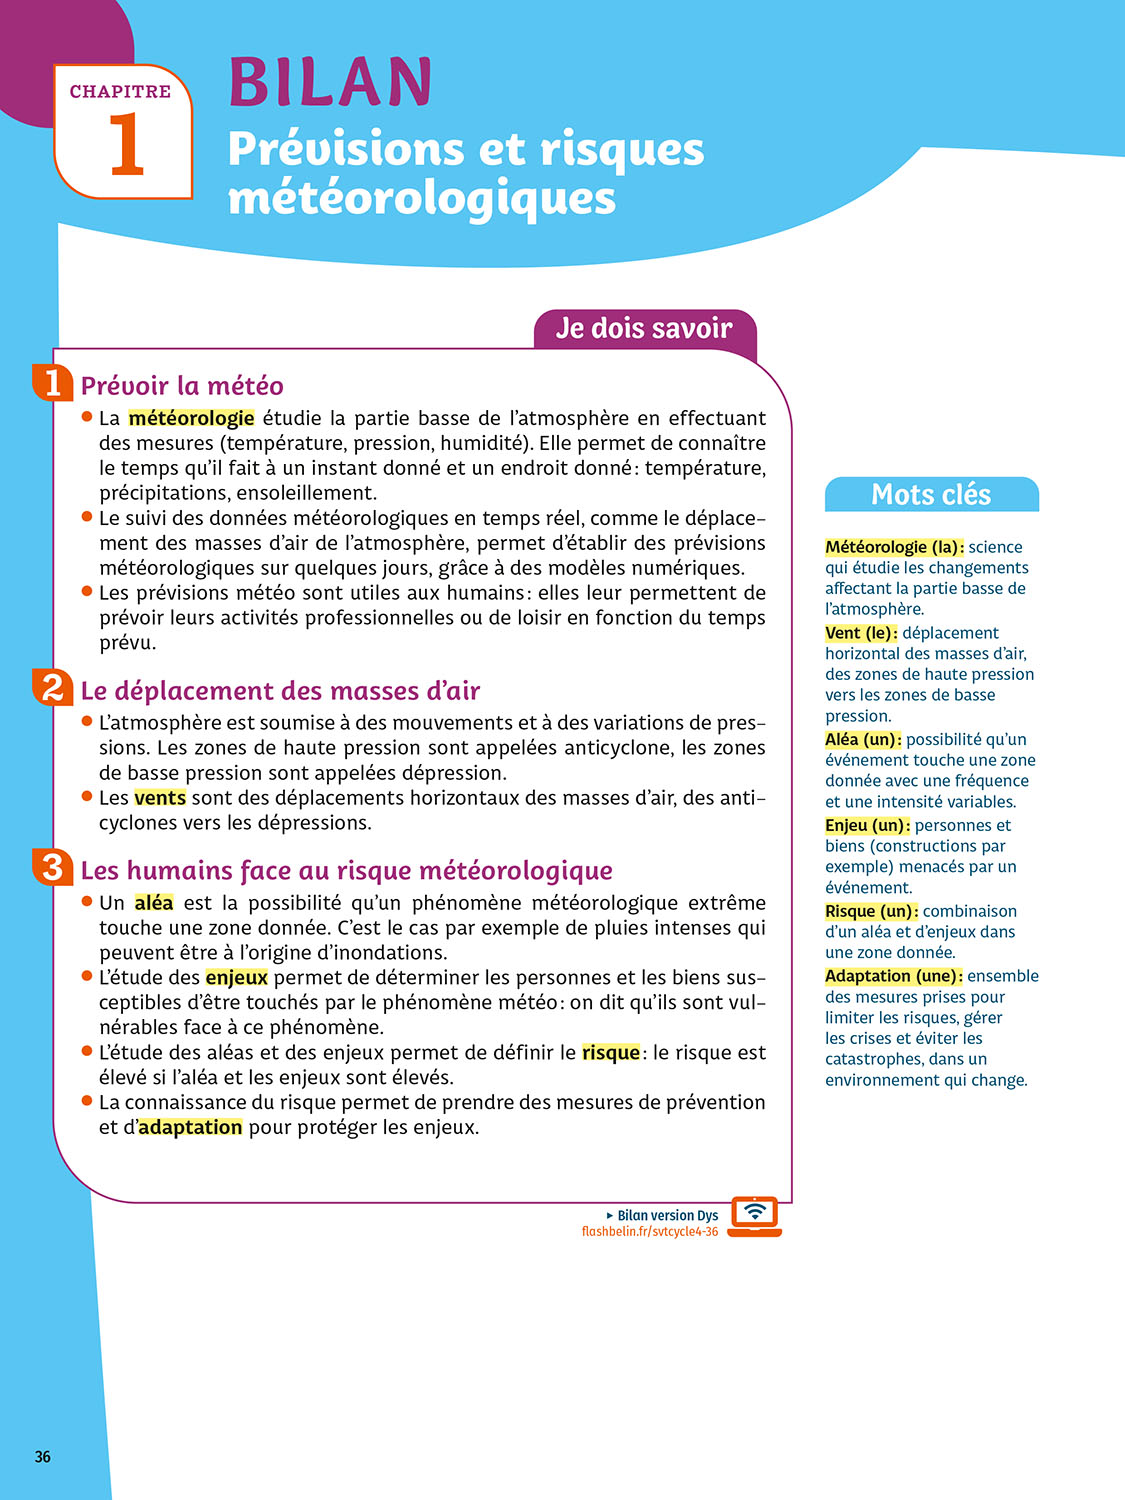 CHAPITRE
1
BILAN
Prévisions et risques
météorologiques
Je dois savoir
1 Prévoir la météo
• La météorologie étudie la partie basse de l’atmosphère en effectuant
des mesures (température, pression, humidité). Elle permet de connaître
le temps qu’il fait à un instant donné et un endroit donné : température,
précipitations, ensoleillement.
• Le suivi des données météorologiques en temps réel, comme le déplace-
ment des masses d’air de l’atmosphère, permet d’établir des prévisions
météorologiques sur quelques jours, grâce à des modèles numériques.
• Les prévisions météo sont utiles aux humains : elles leur permettent de
prévoir leurs activités professionnelles ou de loisir en fonction du temps
prévu.
2 Le déplacement des masses d’air
• L’atmosphère est soumise à des mouvements et à des variations de pres-
sions. Les zones de haute pression sont appelées anticyclone, les zones
de basse pression sont appelées dépression.
• Les vents sont des déplacements horizontaux des masses d’air, des anti-
cyclones vers les dépressions.
3 Les humains face au risque météorologique
• Un aléa est la possibilité qu’un phénomène météorologique extrême
touche une zone donnée. C’est le cas par exemple de pluies intenses qui
peuvent être à l’origine d’inondations.
• L’étude des enjeux permet de déterminer les personnes et les biens sus-
ceptibles d’être touchés par le phénomène météo : on dit qu’ils sont vul-
nérables face à ce phénomène.
• L’étude des aléas et des enjeux permet de définir le risque : le risque est
élevé si l’aléa et les enjeux sont élevés.
• La connaissance du risque permet de prendre des mesures de prévention
et d’adaptation pour protéger les enjeux.
▸ Bilan version Dys
flashbelin.fr/svtcycle4-36
Mots clés
Météorologie (la) : science
qui étudie les changements
affectant la partie basse de
l’atmosphère.
Vent (le) : déplacement
horizontal des masses d’air,
des zones de haute pression
vers les zones de basse
pression.
Aléa (un) : possibilité qu’un
événement touche une zone
donnée avec une fréquence
et une intensité variables.
Enjeu (un) : personnes et
biens (constructions par
exemple) menacés par un
événement.
Risque (un) : combinaison
d’un aléa et d’enjeux dans
une zone donnée.
Adaptation (une) : ensemble
des mesures prises pour
limiter les risques, gérer
les crises et éviter les
catastrophes, dans un
environnement qui change.
36